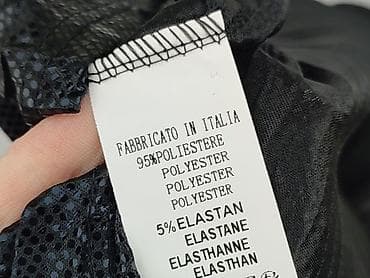 FABBRICATO IN ITALIA
95%POLIESTERE
POLYESTER
POLYESTER
POLYESTER
5%ELASTAN
ELASTANE
ELASTHANNE
ELASTHAN